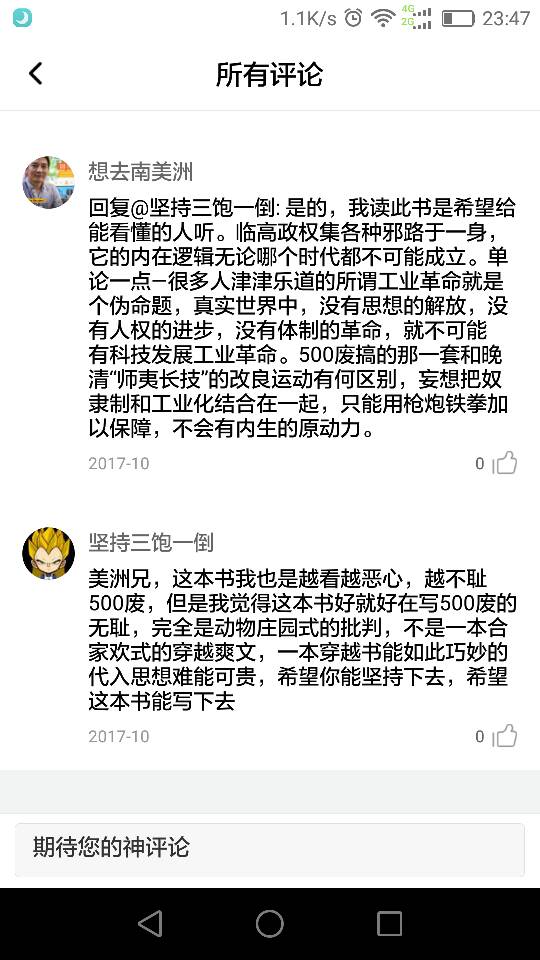 1.1K/s 4G 2G 23:47
所有评论
想去南美洲
回复@坚持三饱一倒: 是的，我读此书是希望给
能看懂的人听。临高政权集各种邪路于一身，
它的内在逻辑无论哪个时代都不可能成立。单
论一点—很多人津津乐道的所谓工业革命就是
个伪命题，真实世界中，没有思想的解放，没
有人权的进步，没有体制的革命，就不可能
有科技发展工业革命。500废搞的那一套和晚
清“师夷长技”的改良运动有何区别，妄想把奴
隶制和工业化结合在一起，只能用枪炮铁拳加
以保障，不会有内生的原动力。
2017-10 0
坚持三饱一倒
美洲兄，这本书我也是越看越恶心，越不耻
500废，但是我觉得这本书好就好在写500废的
无耻，完全是动物庄园式的批判，不是一本合
家欢式的穿越爽文，一本穿越书能如此巧妙的
代入思想难能可贵，希望你能坚持下去，希望
这本书能写下去
2017-10 0
期待您的神评论